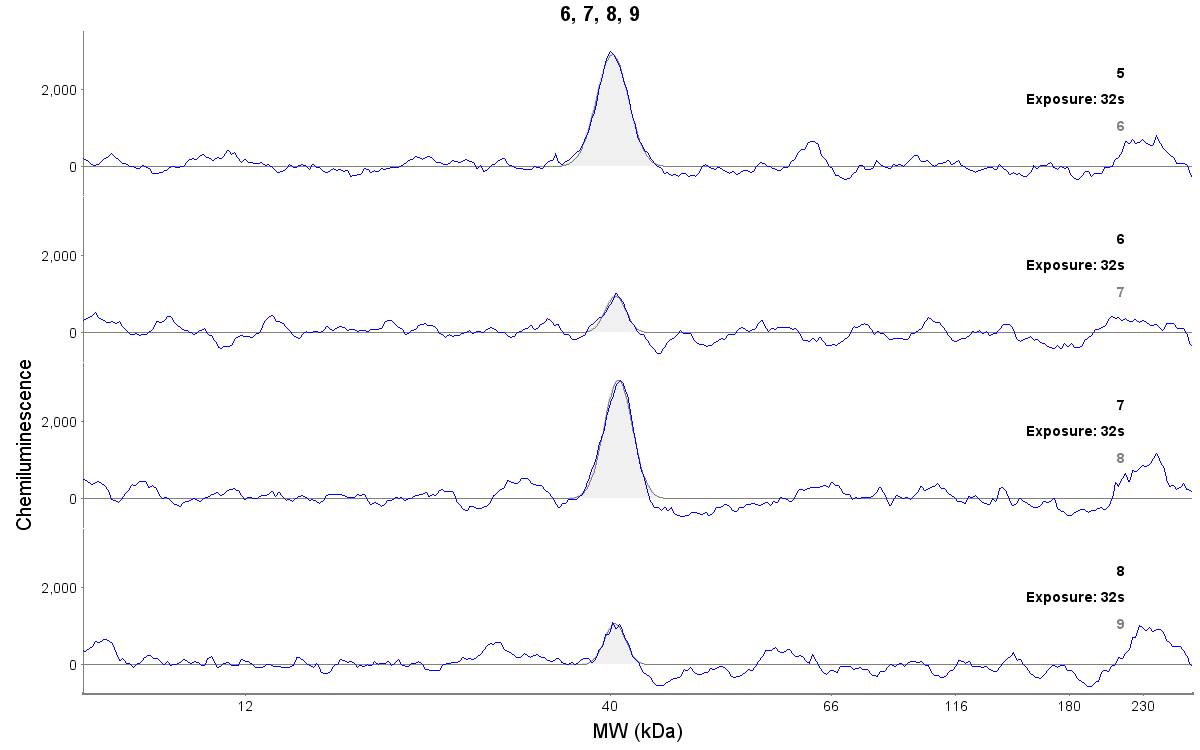 6, 7, 8, 9
5
Exposure: 32s
6
2,000
0
6
Exposure: 32s
7
2,000
0
7
Exposure: 32s
8
2,000
0
8
Exposure: 32s
9
2,000
0
Chemiluminescence
12 40 66 116 180 230
MW (kDa)